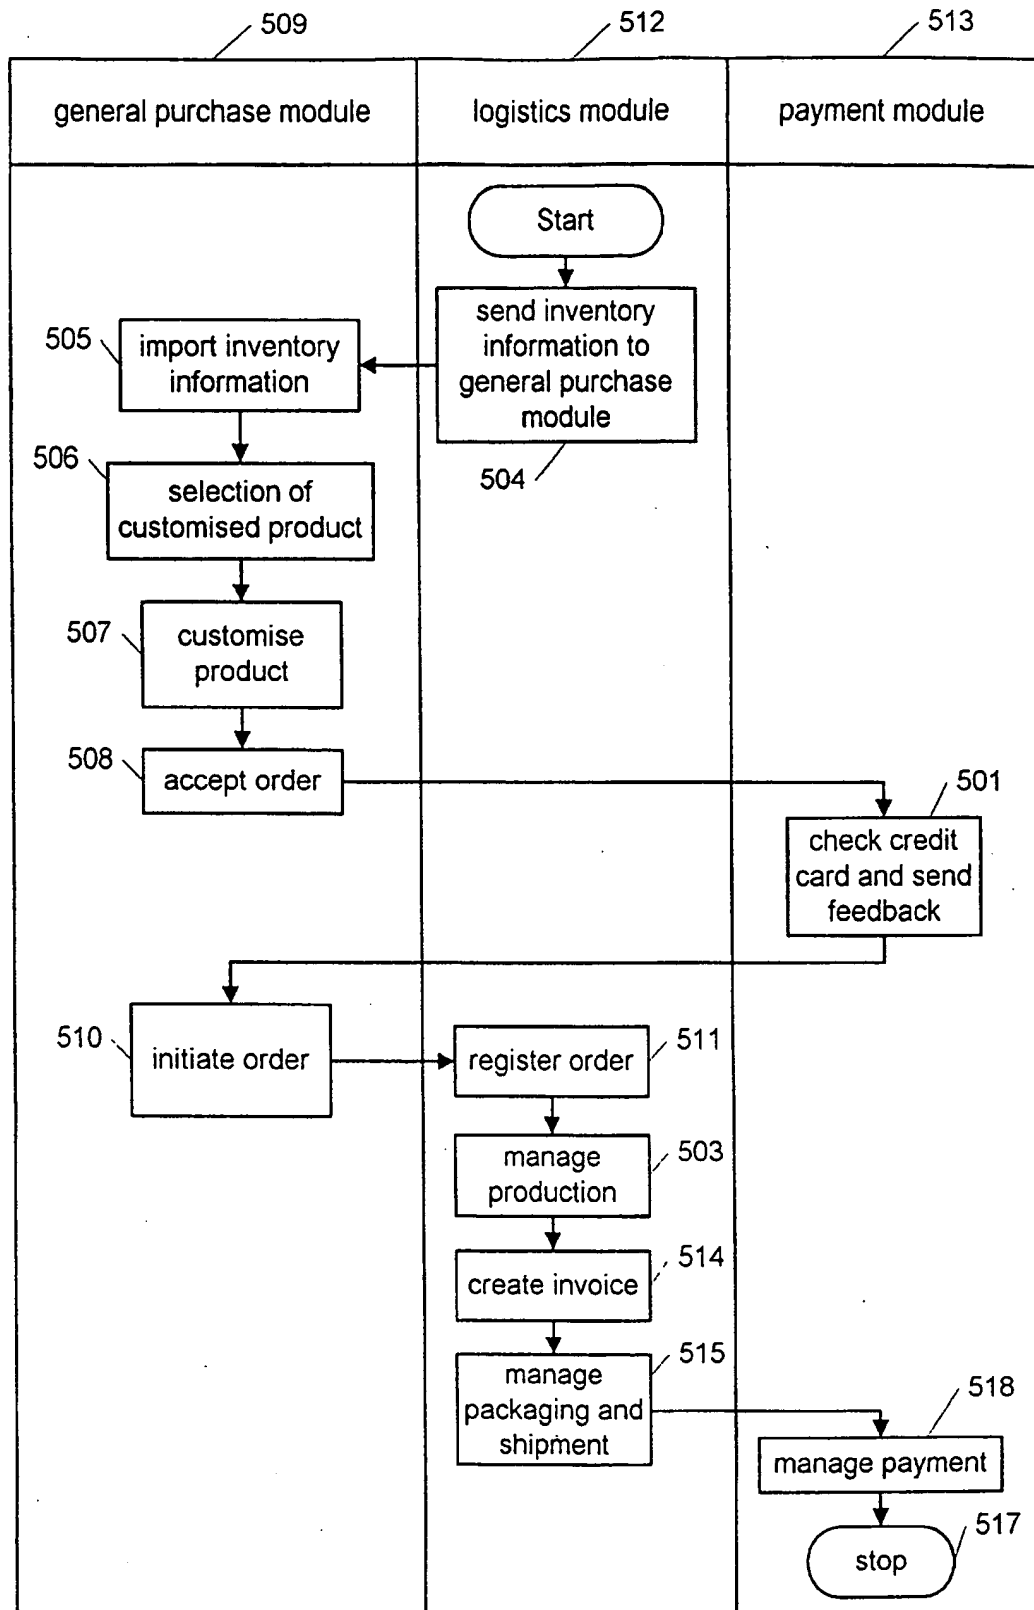 509
512
513
general purchase module
logistics module
payment module
Start
send inventory
information to
general purchase
module
504
505
import inventory
information
506
selection of
customised product
507
customise
product
508
accept order
501
check credit
card and send
feedback
510
initiate order
register order
511
manage
production
503
create invoice
514
manage
packaging and
shipment
515
518
manage payment
stop
517